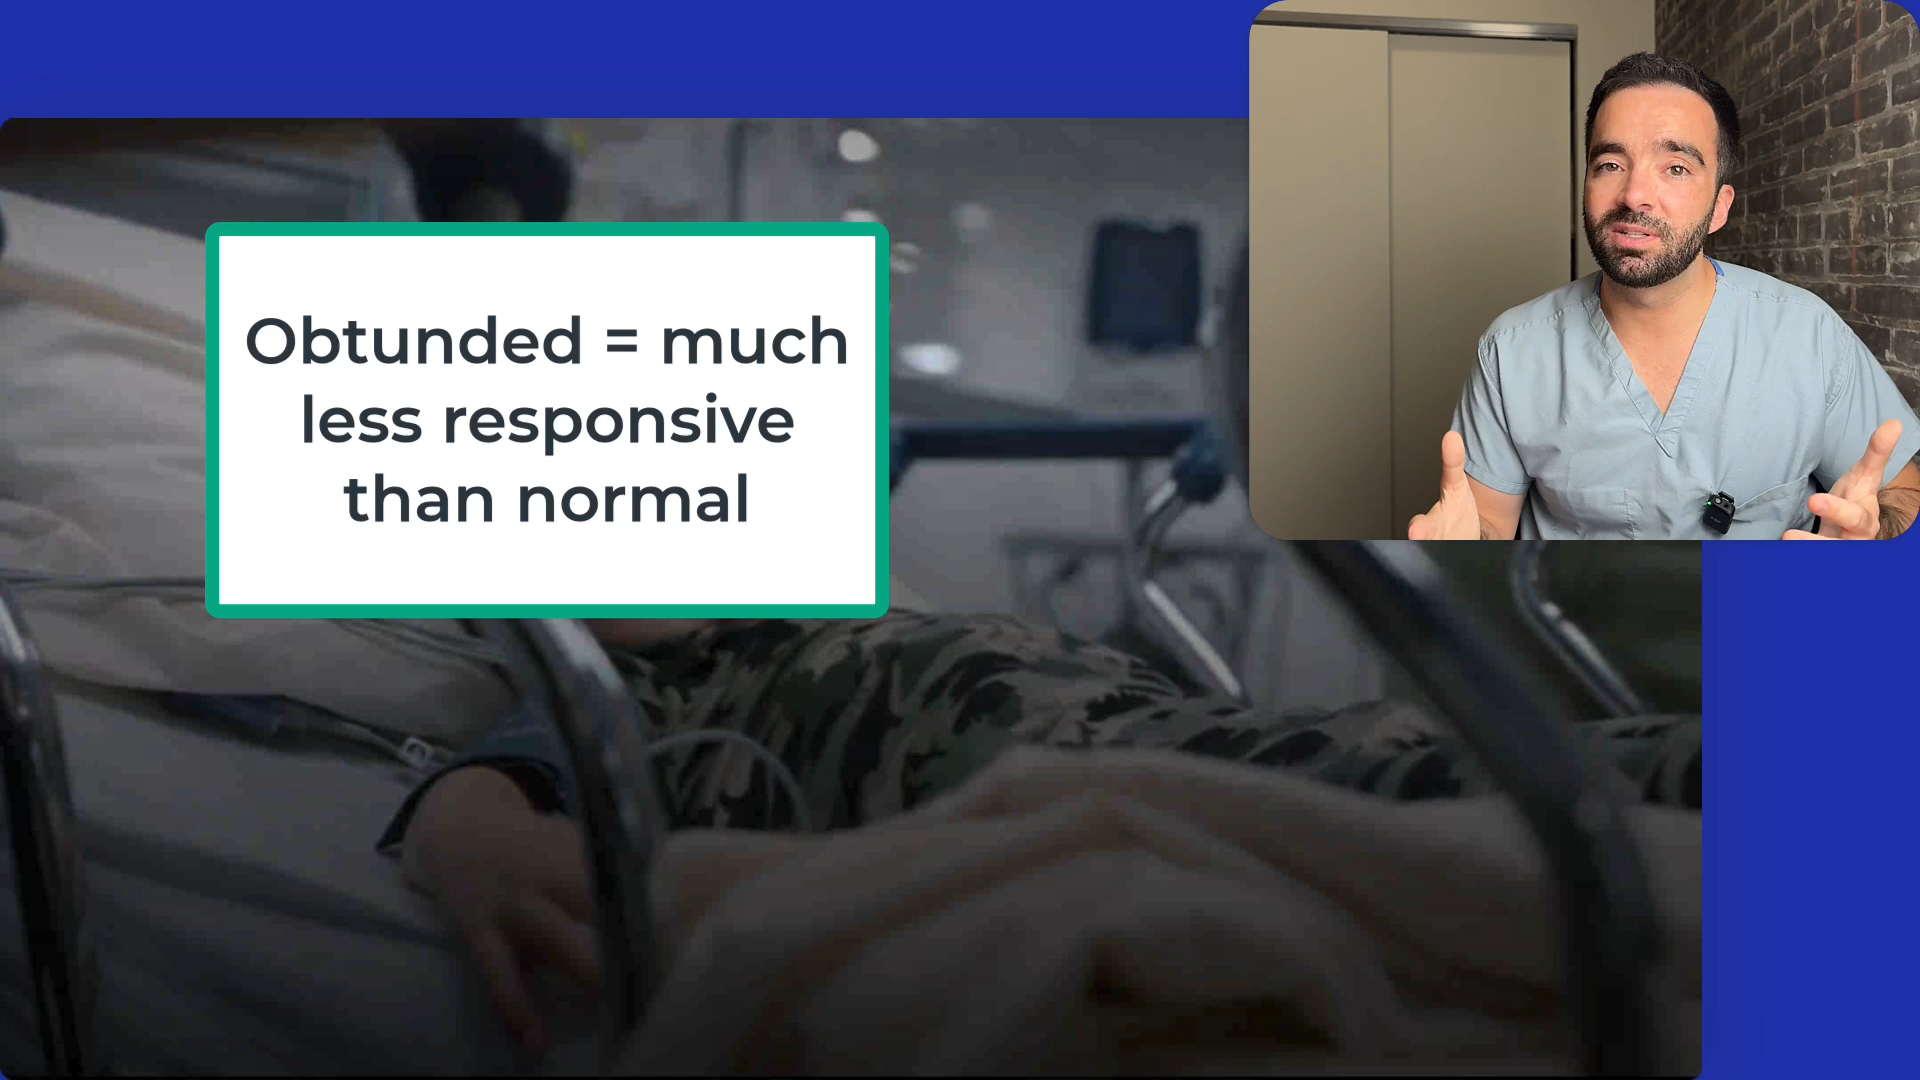 Obtunded = much
less responsive
than normal